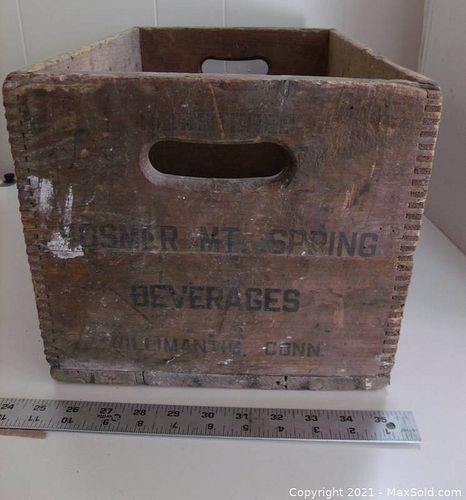 HOSMER MT. SPRING
BEVERAGES
WILLIMANTIC, CONN.
24 25 26 27 28 29 30 31 32 33 34 35
Copyright 2021 - MaxSold.com